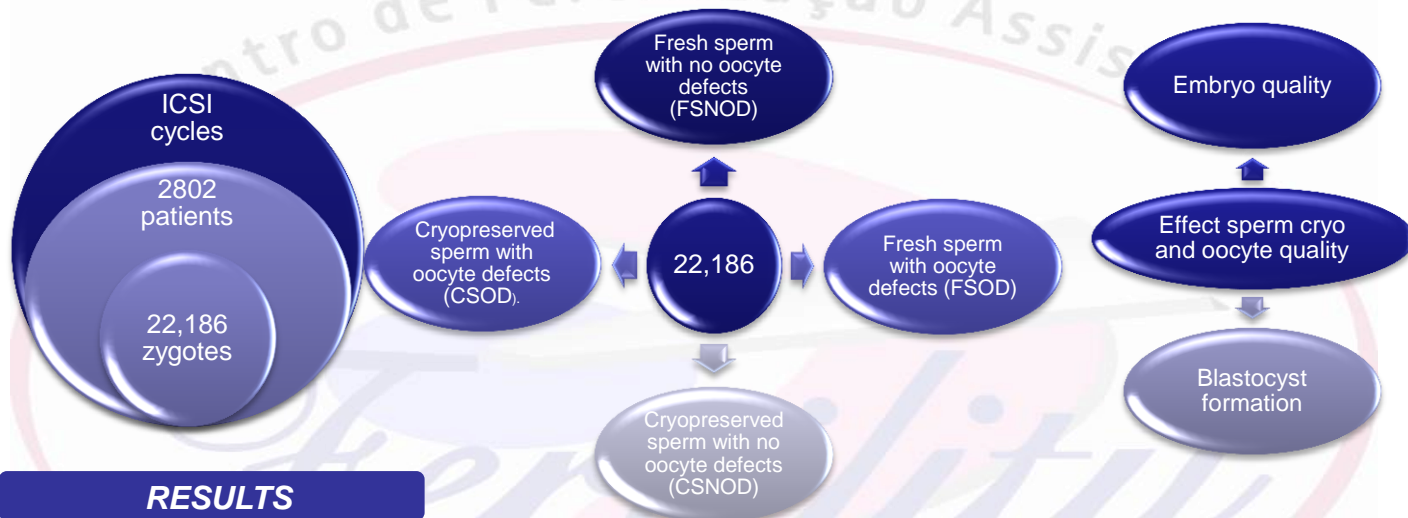 ICSI
cycles
2802
patients
22,186
zygotes
Fresh sperm
with no oocyte
defects
(FSNOD)
Cryopreserved
sperm with
oocyte defects
(CSOD).
22,186
Fresh sperm
with oocyte
defects (FSOD)
Cryopreserved
sperm with no
oocyte defects
(CSNOD)
Embryo quality
Effect sperm cryo
and oocyte quality
Blastocyst
formation
RESULTS